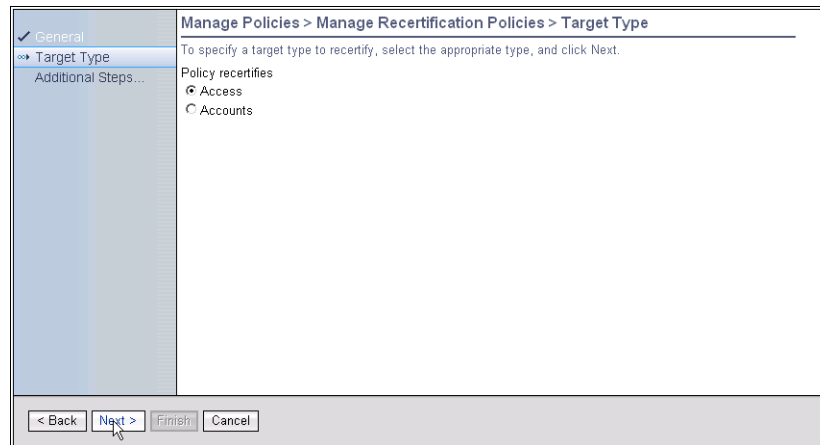 Manage Policies > Manage Recertification Policies > Target Type
General
Target Type
Additional Steps...
To specify a target type to recertify, select the appropriate type, and click Next.
Policy recertifies
Access
Accounts
< Back Next > Finish Cancel